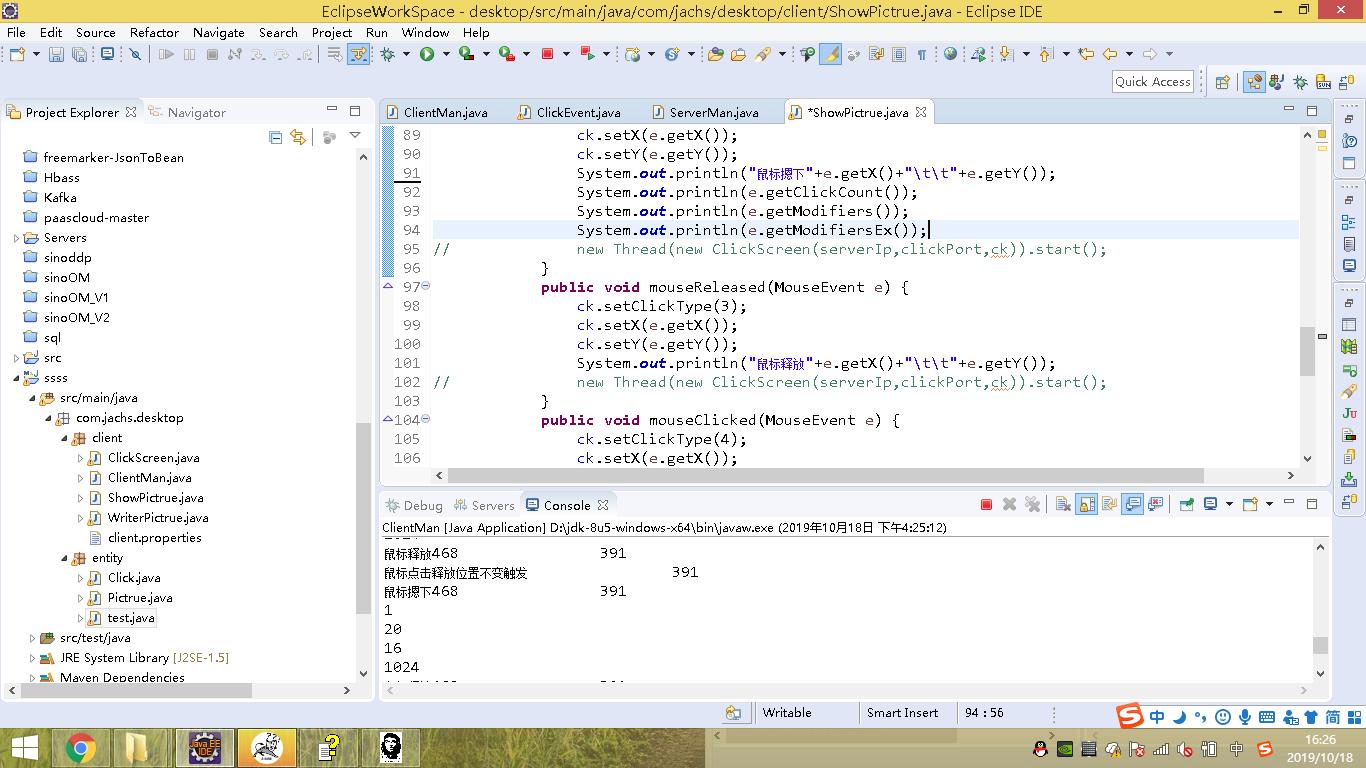 EclipseWorkSpace - desktop/src/main/java/com/jachs/desktop/client/ShowPictrue.java - Eclipse IDE
File Edit Source Refactor Navigate Search Project Run Window Help
Quick Access
Project Explorer Navigator
freemarker-JsonToBean
Hbass
Kafka
paascloud-master
Servers
sinoddp
sinoOM
sinoOM_V1
sinoOM_V2
sql
src
ssss
src/main/java
com.jachs.desktop
client
ClickScreen.java
ClientMan.java
ShowPictrue.java
WriterPictrue.java
client.properties
entity
Click.java
Pictrue.java
test.java
src/test/java
JRE System Library [J2SE-1.5]
Maven Dependencies
ClientMan.java ClickEvent.java ServerMan.java *ShowPictrue.java
89 ck.setX(e.getX());
90 ck.setY(e.getY());
91 System.out.println("鼠标摁下"+e.getX()+"\t\t"+e.getY());
92 System.out.println(e.getClickCount());
93 System.out.println(e.getModifiers());
94 System.out.println(e.getModifiersEx());
95 // new Thread(new ClickScreen(serverIp,clickPort,ck)).start();
96 }
97 public void mouseReleased(MouseEvent e) {
98 ck.setClickType(3);
99 ck.setX(e.getX());
100 ck.setY(e.getY());
101 System.out.println("鼠标释放"+e.getX()+"\t\t"+e.getY());
102 // new Thread(new ClickScreen(serverIp,clickPort,ck)).start();
103 }
104 public void mouseClicked(MouseEvent e) {
105 ck.setClickType(4);
106 ck.setX(e.getX());
Debug Servers Console
ClientMan [Java Application] D:\jdk-8u5-windows-x64\bin\javaw.exe (2019年10月18日 下午4:25:12)
鼠标释放468 391
鼠标点击释放位置不变触发 391
鼠标摁下468 391
1
20
16
1024
Writable Smart Insert 94 : 56
中 简
Java EE
IDE
中
16:26
2019/10/18